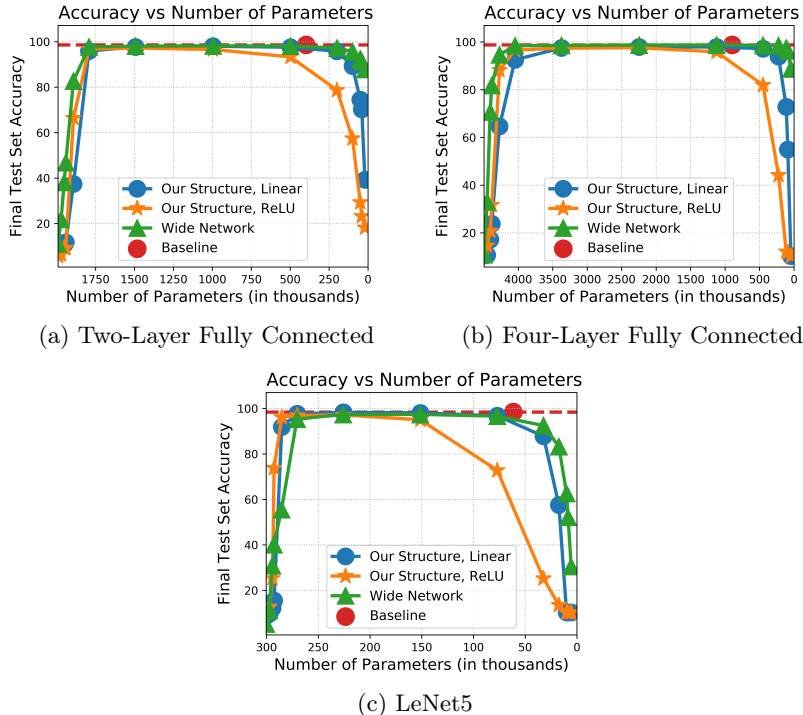 Accuracy vs Number of Parameters
Final Test Set Accuracy
100
80
60
40
20
Our Structure, Linear
Our Structure, ReLU
Wide Network
Baseline
1750 1500 1250 1000 750 500 250 0
Number of Parameters (in thousands)
(a) Two-Layer Fully Connected
Accuracy vs Number of Parameters
Final Test Set Accuracy
100
80
60
40
20
Our Structure, Linear
Our Structure, ReLU
Wide Network
Baseline
4000 3500 3000 2500 2000 1500 1000 500 0
Number of Parameters (in thousands)
(b) Four-Layer Fully Connected
Accuracy vs Number of Parameters
Final Test Set Accuracy
100
80
60
40
20
Our Structure, Linear
Our Structure, ReLU
Wide Network
Baseline
300 250 200 150 100 50 0
Number of Parameters (in thousands)
(c) LeNet5